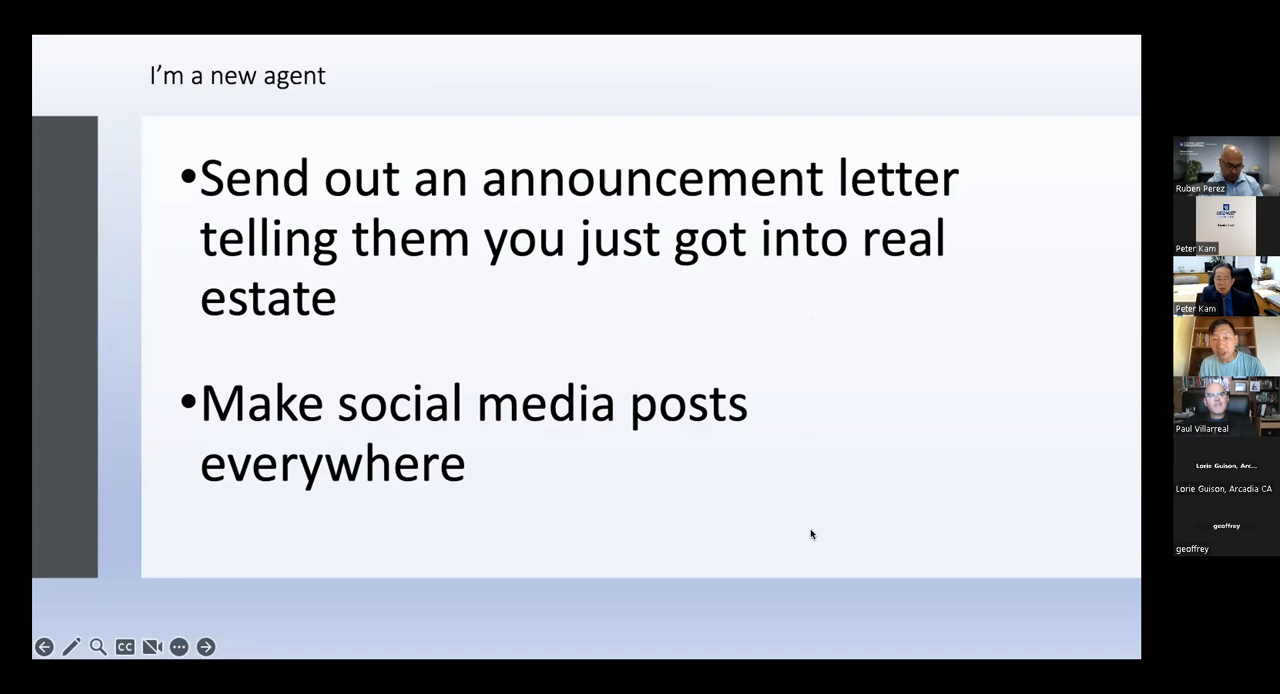 I'm a new agent
•Send out an announcement letter
telling them you just got into real
estate
•Make social media posts
everywhere
CC
Ruben Perez
Peter Kam
Peter Kam
Paul Villarreal
Lorie Guison, Arc...
Lorie Guison, Arcadia CA
geoffrey
geoffrey